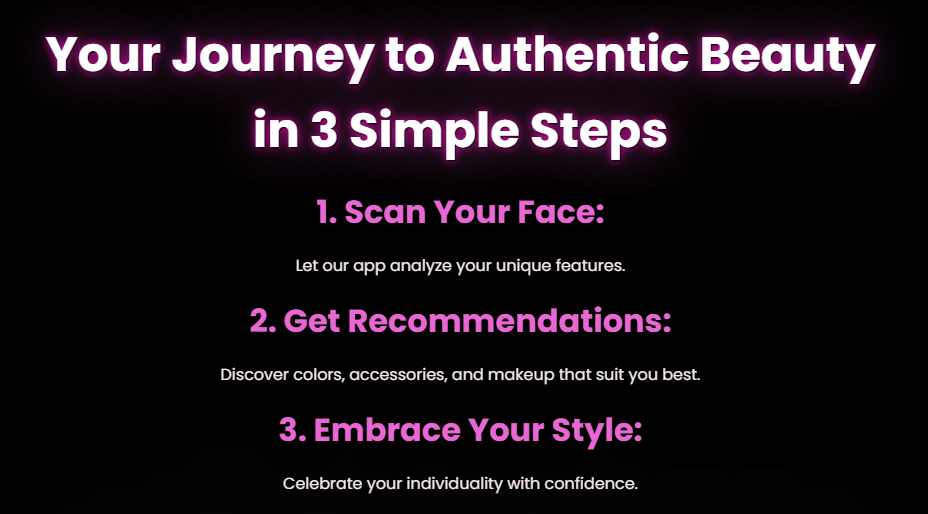 Your Journey to Authentic Beauty
in 3 Simple Steps
1. Scan Your Face:
Let our app analyze your unique features.
2. Get Recommendations:
Discover colors, accessories, and makeup that suit you best.
3. Embrace Your Style:
Celebrate your individuality with confidence.